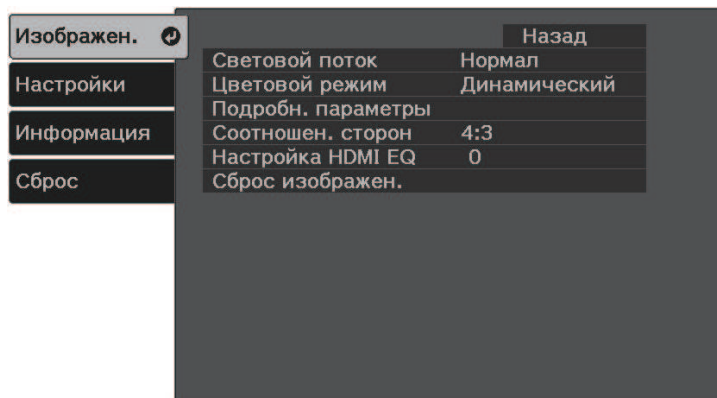 Изображен.
Настройки
Информация
Сброс
Назад
Световой поток Нормал
Цветовой режим Динамический
Подробн. параметры
Соотношен. сторон 4:3
Настройка HDMI EQ 0
Сброс изображен.